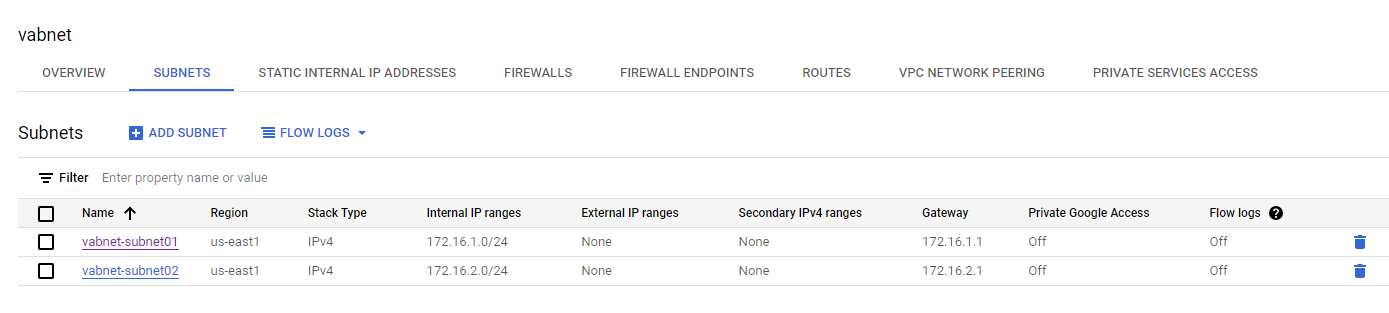 vabnet
OVERVIEW SUBNETS STATIC INTERNAL IP ADDRESSES FIREWALLS FIREWALL ENDPOINTS ROUTES VPC NETWORK PEERING PRIVATE SERVICES ACCESS
Subnets ADD SUBNET FLOW LOGS
Filter Enter property name or value
Name Region Stack Type Internal IP ranges External IP ranges Secondary IPv4 ranges Gateway Private Google Access Flow logs ?
vabnet-subnet01 us-east1 IPv4 172.16.1.0/24 None None 172.16.1.1 Off Off
vabnet-subnet02 us-east1 IPv4 172.16.2.0/24 None None 172.16.2.1 Off Off